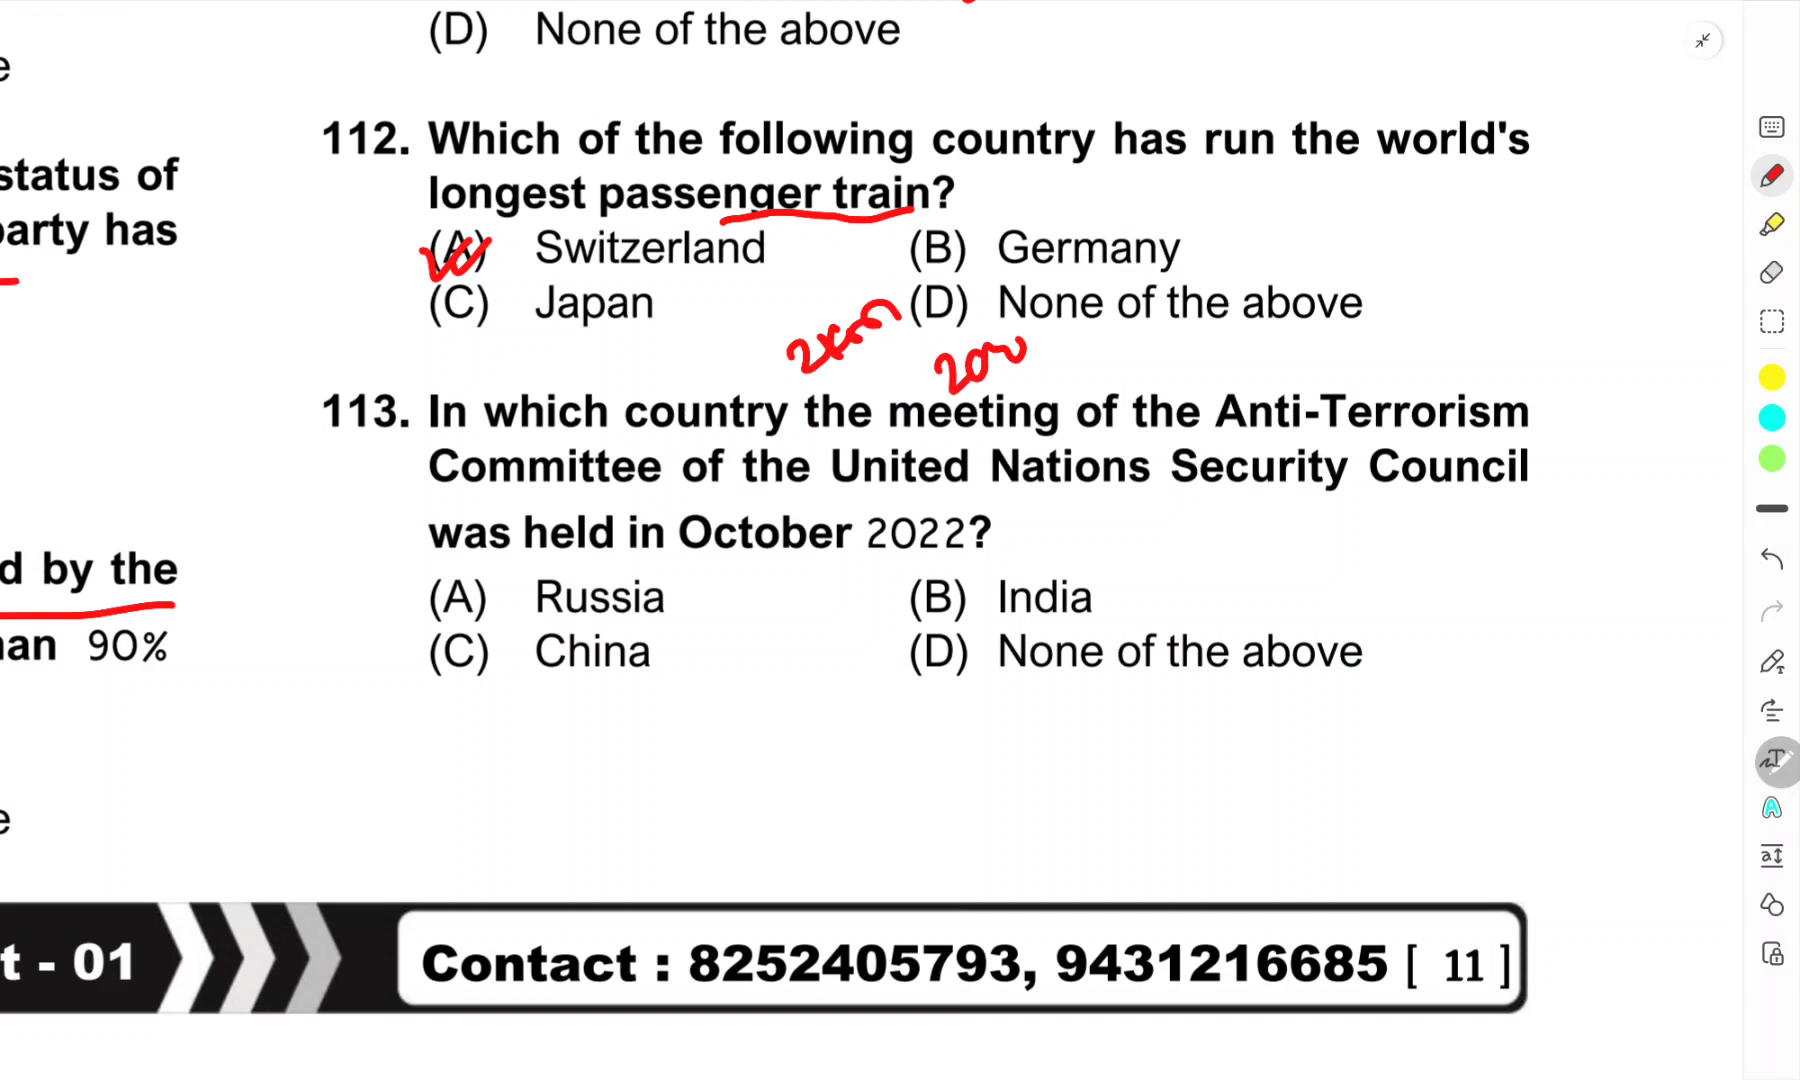 (D) None of the above
e
112. Which of the following country has run the world's
status of
longest passenger train?
party has
(A) Switzerland (B) Germany
(C) Japan (D) None of the above
2km
200
113. In which country the meeting of the Anti-Terrorism
Committee of the United Nations Security Council
was held in October 2022?
d by the
(A) Russia (B) India
an 90%
(C) China (D) None of the above
e
t - 01
Contact : 8252405793, 9431216685 [ 11 ]